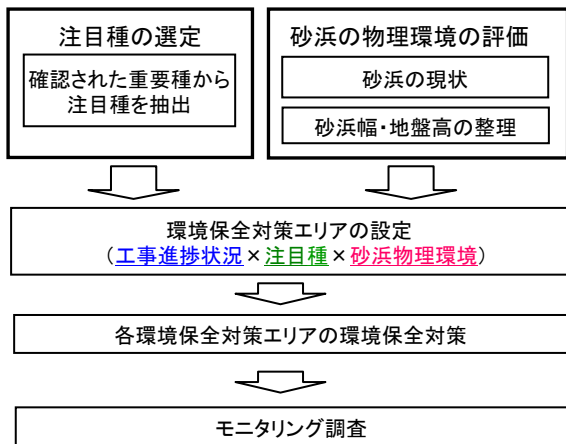 注目種の選定
確認された重要種から
注目種を抽出
砂浜の物理環境の評価
砂浜の現状
砂浜幅・地盤高の整理
環境保全対策エリアの設定
（工事進捗状況×注目種×砂浜物理環境）
各環境保全対策エリアの環境保全対策
モニタリング調査